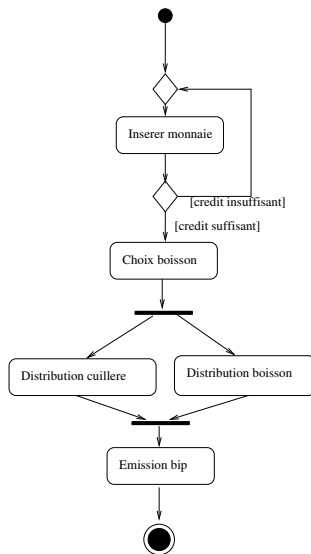 Inserer monnaie
[credit insuffisant]
[credit suffisant]
Choix boisson
Distribution cuillere
Distribution boisson
Emission bip